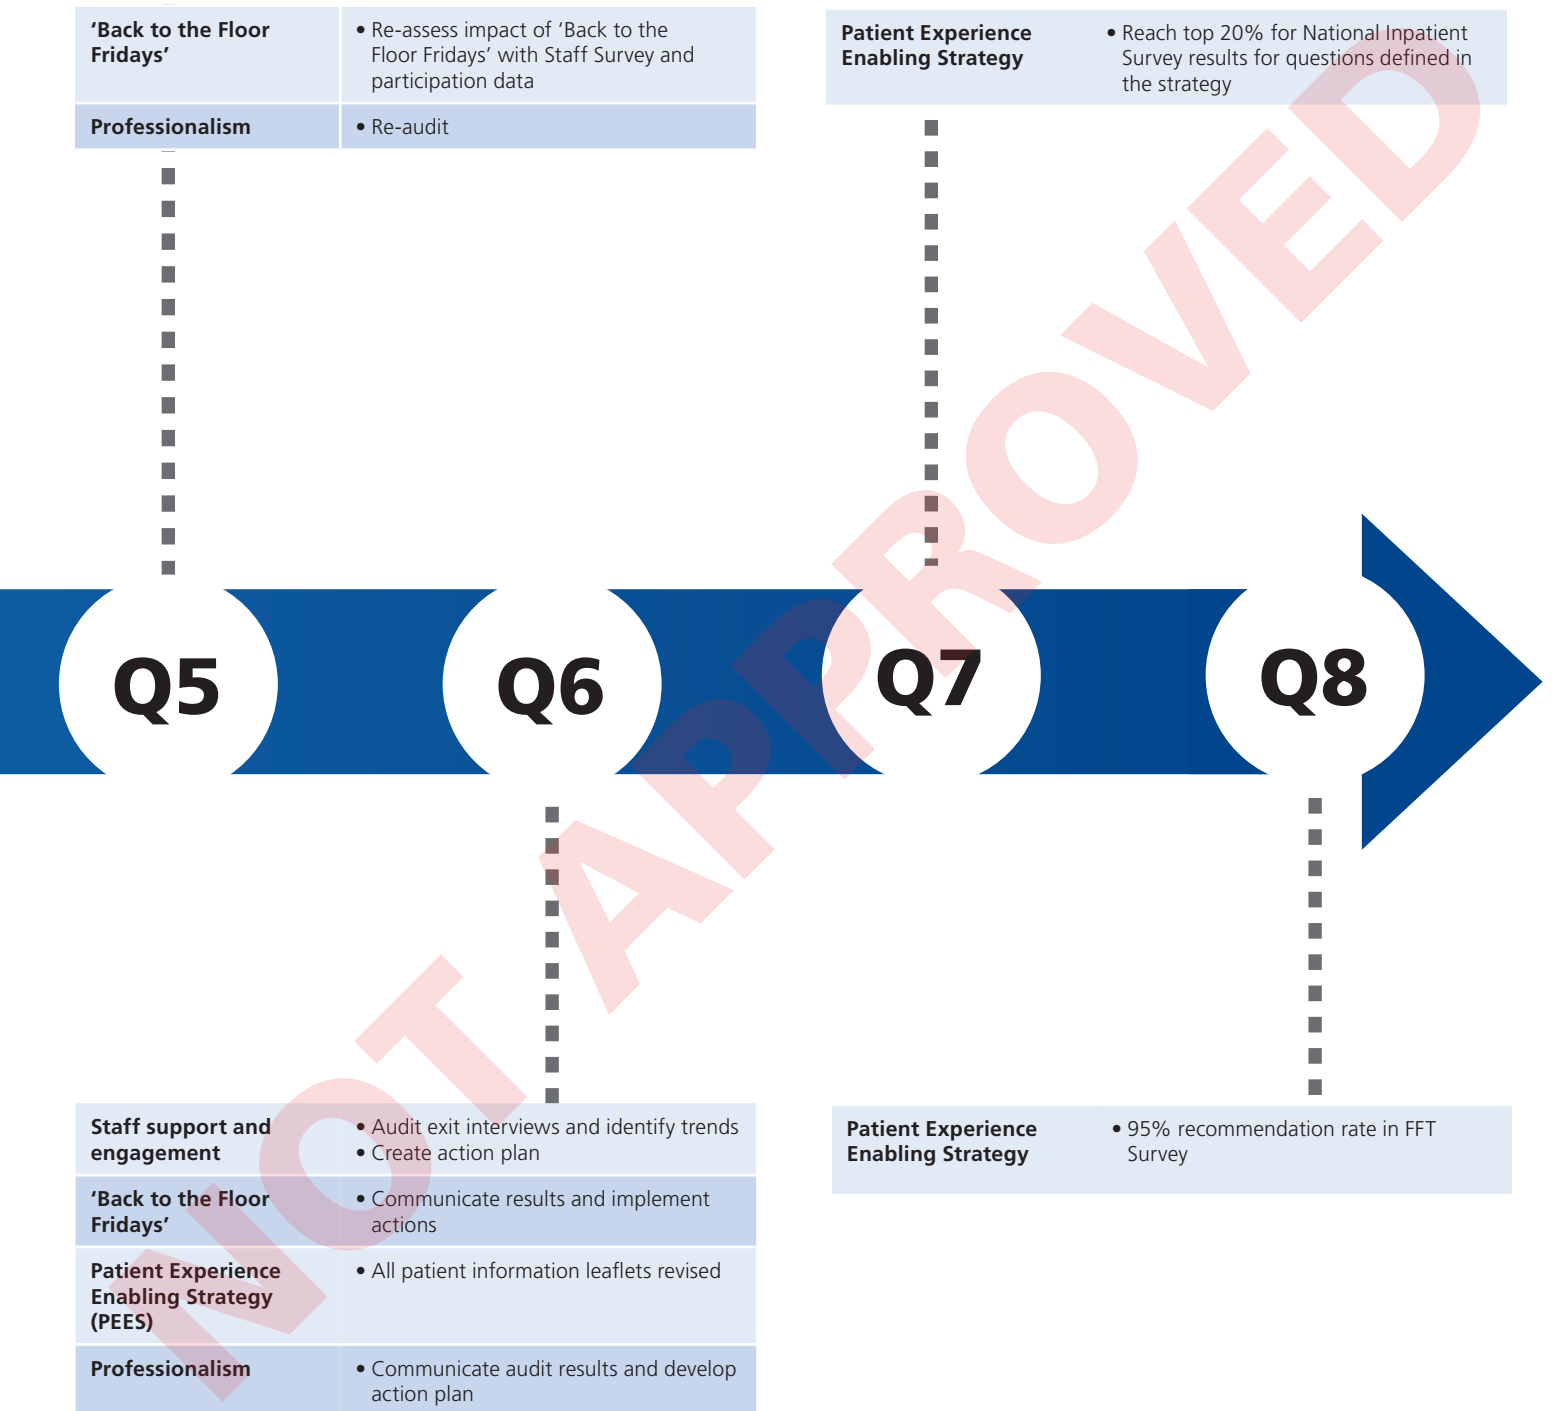 ‘Back to the Floor
Fridays’
• Re-assess impact of ‘Back to the
Floor Fridays’ with Staff Survey and
participation data
Professionalism
• Re-audit
Patient Experience
Enabling Strategy
• Reach top 20% for National Inpatient
Survey results for questions defined in
the strategy
Q5
Q6
Q7
Q8
Staff support and
engagement
• Audit exit interviews and identify trends
• Create action plan
‘Back to the Floor
Fridays’
• Communicate results and implement
actions
Patient Experience
Enabling Strategy
(PEES)
• All patient information leaflets revised
Professionalism
• Communicate audit results and develop
action plan
Patient Experience
Enabling Strategy
• 95% recommendation rate in FFT
Survey
NOT APPROVED